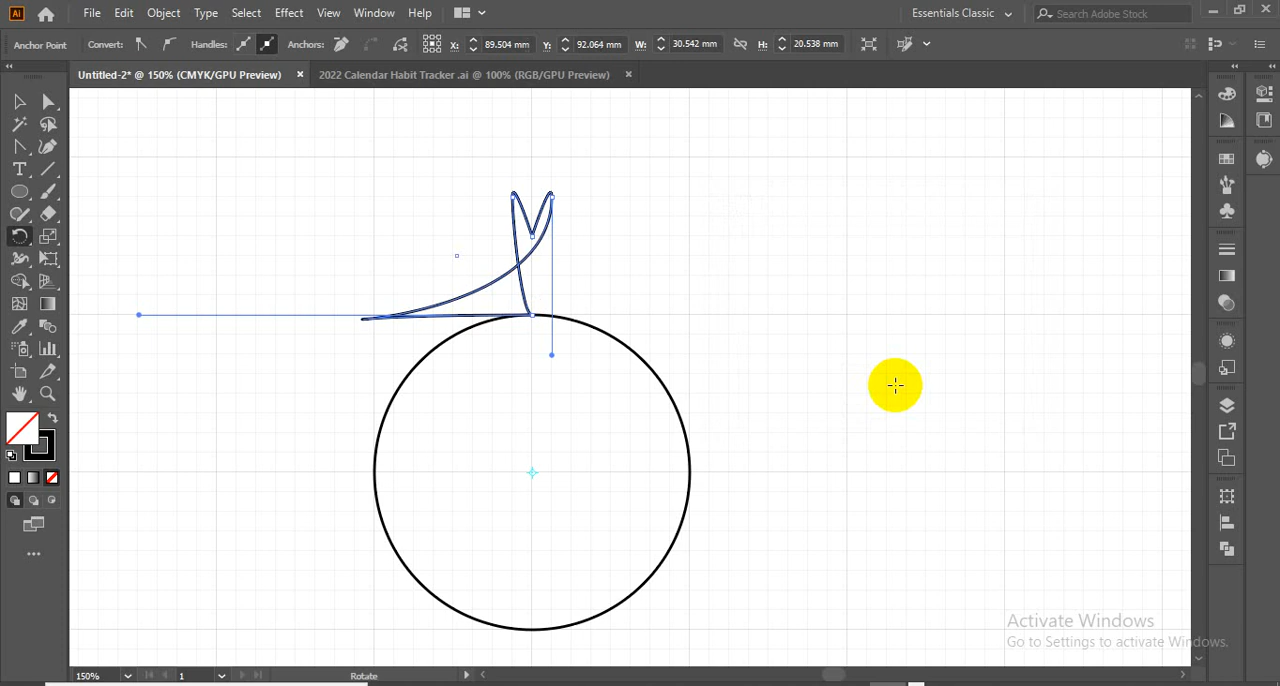 Ai File Edit Object Type Select Effect View Window Help Essentials Classic Search Adobe Stock
Anchor Point Convert: Handles: Anchors: X: 89.504 mm Y: 92.064 mm W: 30.542 mm H: 20.538 mm
Untitled-2* @ 150% (CMYK/GPU Preview) × 2022 Calendar Habit Tracker .ai @ 100% (RGB/GPU Preview) ×
Activate Windows
Go to Settings to activate Windows.
150% 1 Rotate